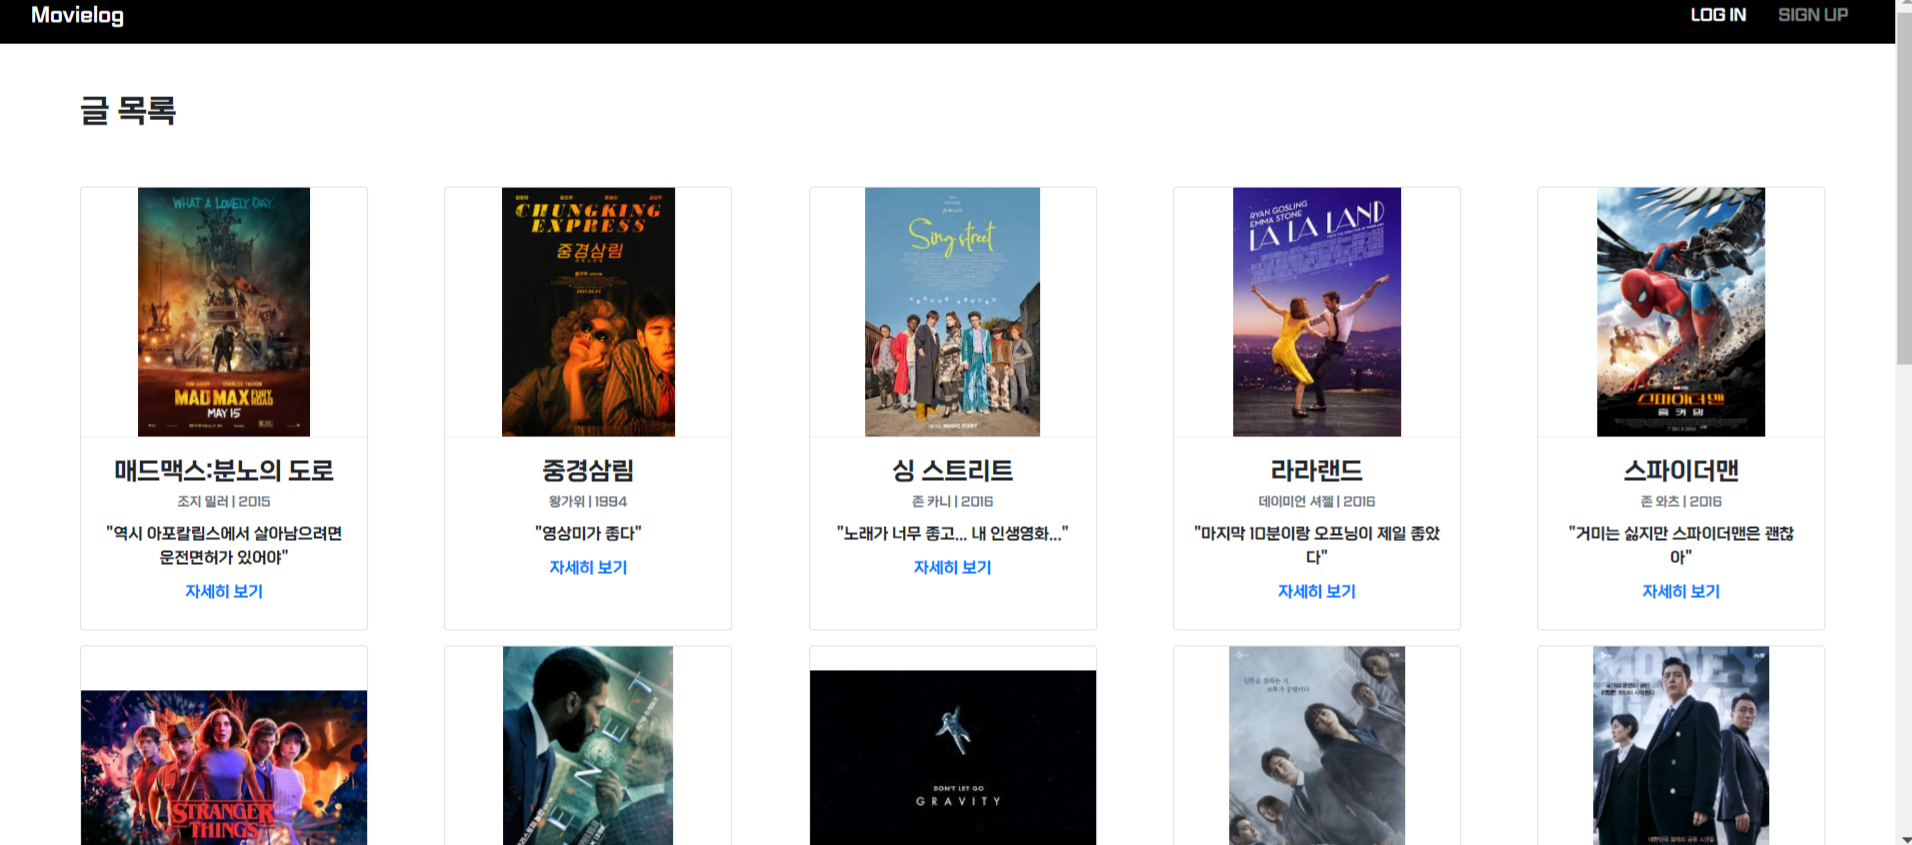 Movielog
LOG IN
SIGN UP
글 목록
WHAT A LOVELY DAY.
TOM HARDY CHARLIZE THERON
MAD MAX FURY ROAD
MAY 15
CHUNGKING
EXPRESS
중경삼림
Sing street
RYAN GOSLING
EMMA STONE
LA LA LAND
스파이더맨
홈커밍
매드맥스:분노의 도로
조지 밀러 | 2015
"역시 아포칼립스에서 살아남으려면
운전면허가 있어야"
자세히 보기
중경삼림
왕가위 | 1994
"영상미가 좋다"
자세히 보기
싱 스트리트
존 카니 | 2016
"노래가 너무 좋고... 내 인생영화..."
자세히 보기
라라랜드
데이미언 셔젤 | 2016
"마지막 10분이랑 오프닝이 제일 좋았
다"
자세히 보기
스파이더맨
존 와츠 | 2016
"거미는 싫지만 스파이더맨은 괜찮
아"
자세히 보기
STRANGER
THINGS
TENET
DON'T LET GO
GRAVITY
tvN
MONEY
GAME